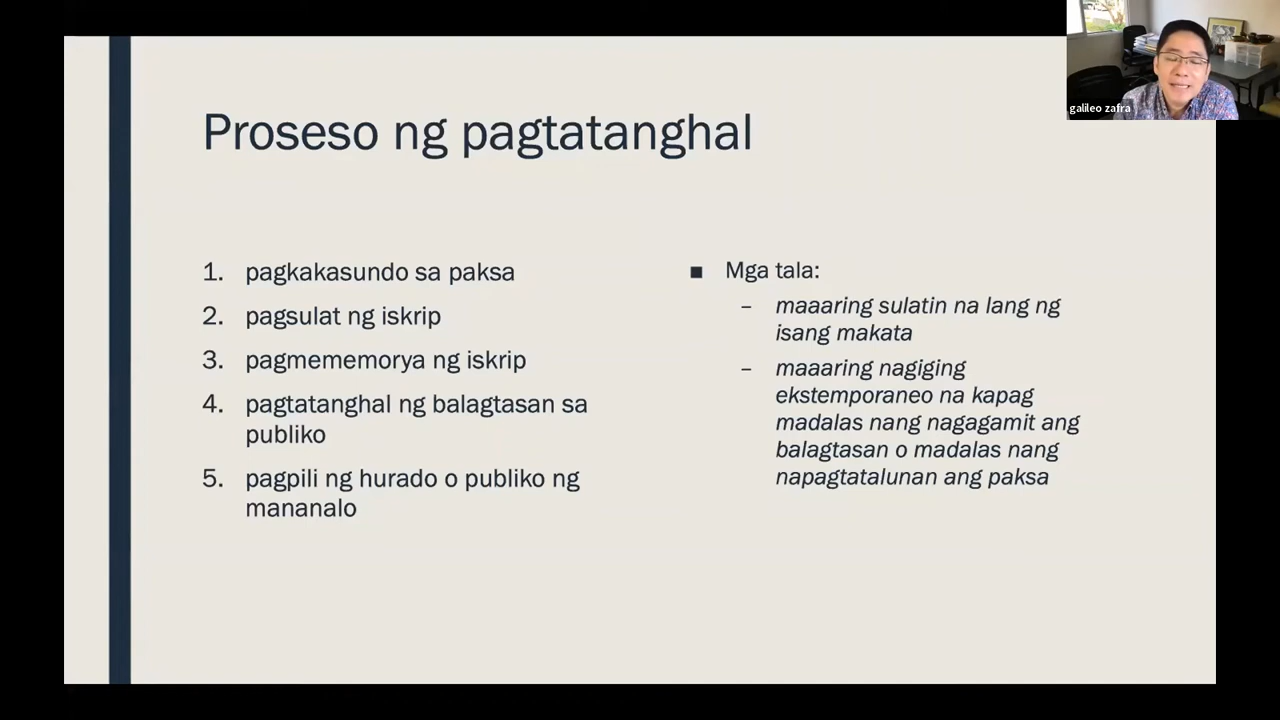 galileo zafra
Proseso ng pagtatanghal
1. pagkakasundo sa paksa
2. pagsulat ng iskrip
3. pagmememorya ng iskrip
4. pagtatanghal ng balagtasan sa
publiko
5. pagpili ng hurado o publiko ng
mananalo
■ Mga tala:
– maaaring sulatin na lang ng
isang makata
– maaaring nagiging
ekstemporaneo na kapag
madalas nang nagagamit ang
balagtasan o madalas nang
napagtatalunan ang paksa